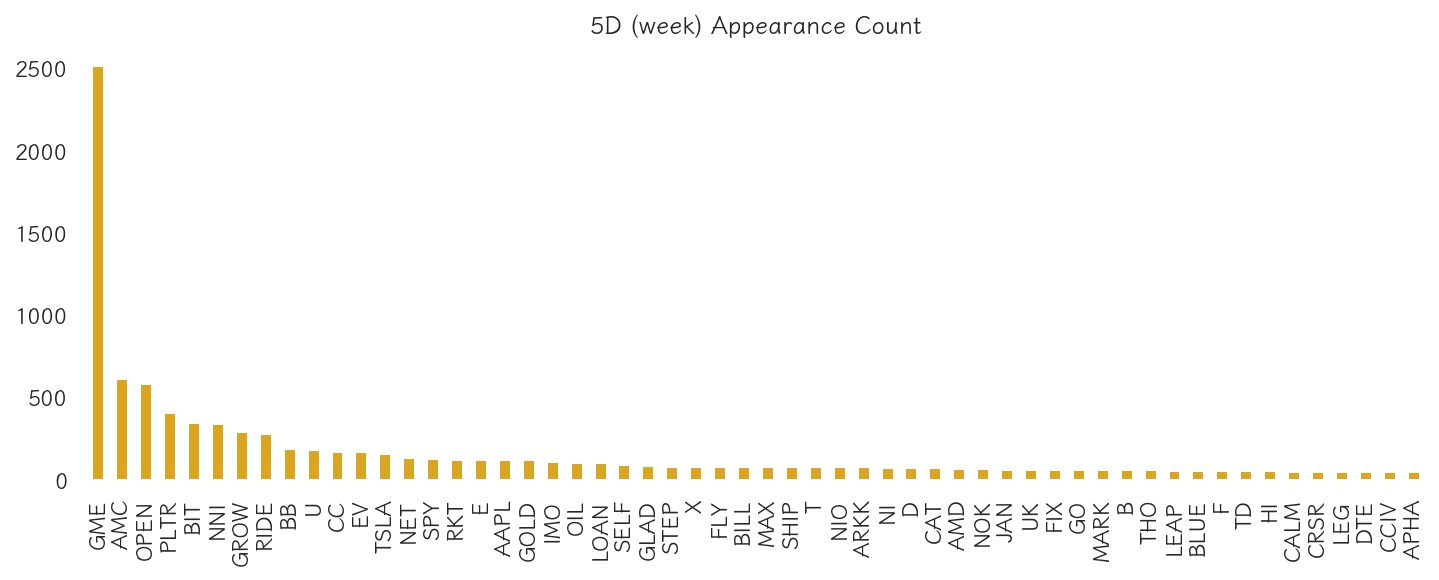 5D (week) Appearance Count
2500
2000
1500
1000
500
0
GME
AMC
OPEN
PLTR
BIT
NNI
GROW
RIDE
BB
U
CC
EV
TSLA
NET
SPY
RKT
E
AAPL
GOLD
IMO
OIL
LOAN
SELF
GLAD
STEP
X
FLY
BILL
MAX
SHIP
T
NIO
ARKK
NI
D
CAT
AMD
NOK
JAN
UK
FIX
GO
MARK
B
THO
LEAP
BLUE
F
TD
HI
CALM
CRSR
LEG
DTE
CCIV
APHA